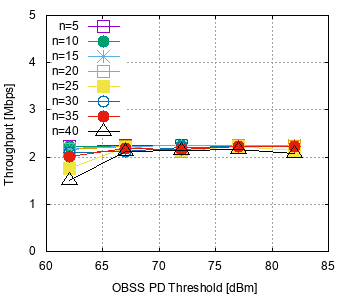 5
4
3
2
1
0
Throughput [Mbps]
n=5
n=10
n=15
n=20
n=25
n=30
n=35
n=40
60 65 70 75 80 85
OBSS PD Threshold [dBm]